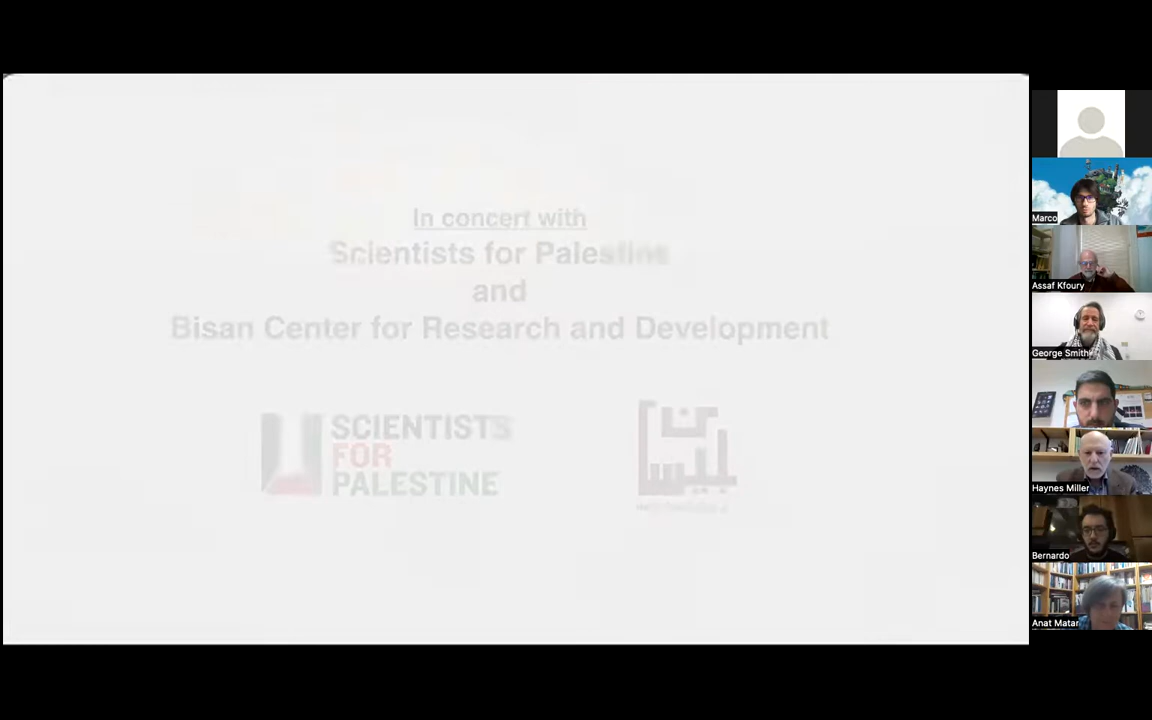 In concert with
Scientists for Palestine
and
Bisan Center for Research and Development
SCIENTISTS
FOR
PALESTINE
بيسان
Marco
Assaf Kfoury
George Smith
Haynes Miller
Bernardo
Anat Matar